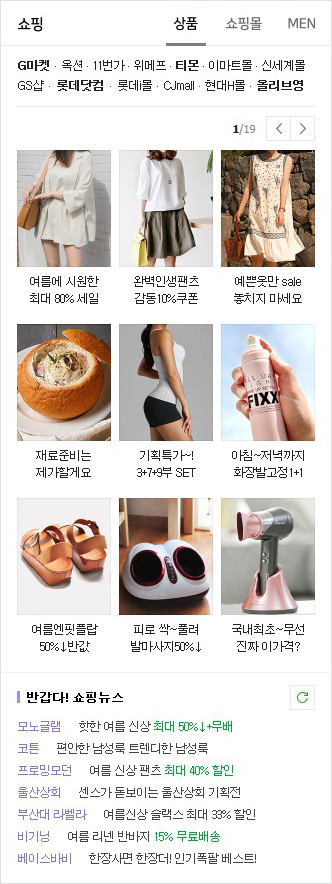 쇼핑 상품 쇼핑몰 MEN
G마켓 · 옥션 · 11번가 · 위메프 · 티몬 · 이마트몰 · 신세계몰
GS샵 · 롯데닷컴 · 롯데i몰 · CJmall · 현대H몰 · 올리브영
1/19
여름에 시원한
최대 80% 세일
완벽인생팬츠
감동10%쿠폰
예쁜옷만 sale
놓치지 마세요
재료준비는
제가할게요
기획특가~!
3+7+9부 SET
ALL DAY
FIXX
아침~저녁까지
화장발고정1+1
여름엔핏플랍
50%↓반값
피로 싹~풀려
발마사지50%↓
국내최초~무선
진짜 이가격?
반갑다! 쇼핑뉴스
모노글램 핫한 여름 신상 최대 50%↓+무배
코튼 편안한 남성룩 트렌디한 남성룩
프로밍모던 여름 신상 팬츠 최대 40% 할인
울산상회 센스가 돋보이는 울산상회 기획전
부산대 라벨라 여름신상 슬랙스 최대 33% 할인
비기닝 여름 리넨 반바지 15% 무료배송
베이스바비 한장사면 한장더! 인기폭팔 베스트!